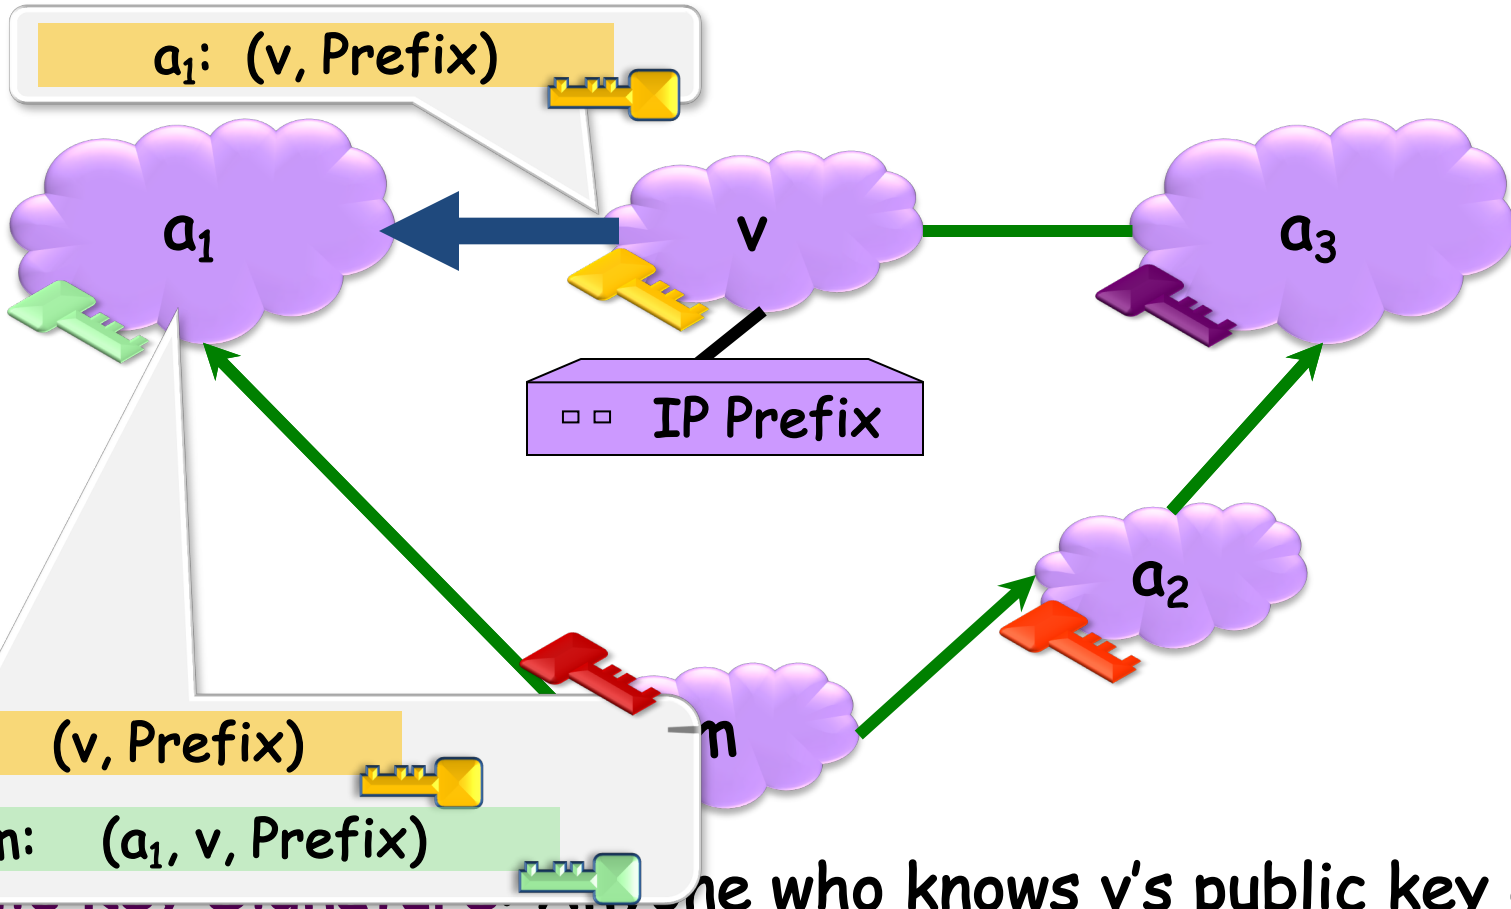 a₁: (v, Prefix)
a₁
v
a₃
IP Prefix
a₂
m
(v, Prefix)
m: (a₁, v, Prefix)
who knows v’s public key